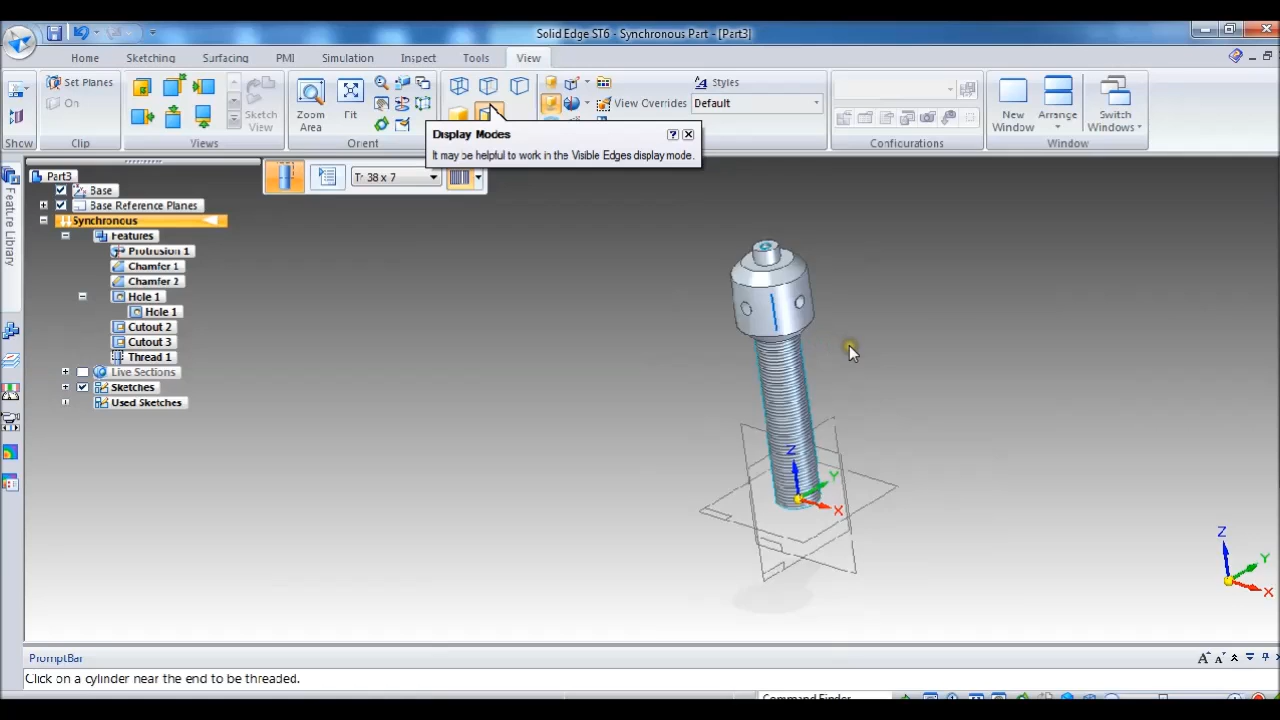 Solid Edge ST6 - Synchronous Part - [Part3]
Home Sketching Surfacing PMI Simulation Inspect Tools View
Set Planes
On
Show
Clip
Sketch
View
Views
Zoom
Area
Fit
Orient
Styles
View Overrides Default
Configurations
New
Window
Arrange
Switch
Windows
Window
Display Modes
It may be helpful to work in the Visible Edges display mode.
Tr 38 x 7
Feature Library
Part3
Base
Base Reference Planes
Synchronous
Features
Protrusion 1
Chamfer 1
Chamfer 2
Hole 1
Hole 1
Cutout 2
Cutout 3
Thread 1
Live Sections
Sketches
Used Sketches
Z
Y
X
Z
Y
X
PromptBar
Click on a cylinder near the end to be threaded.
Command Finder